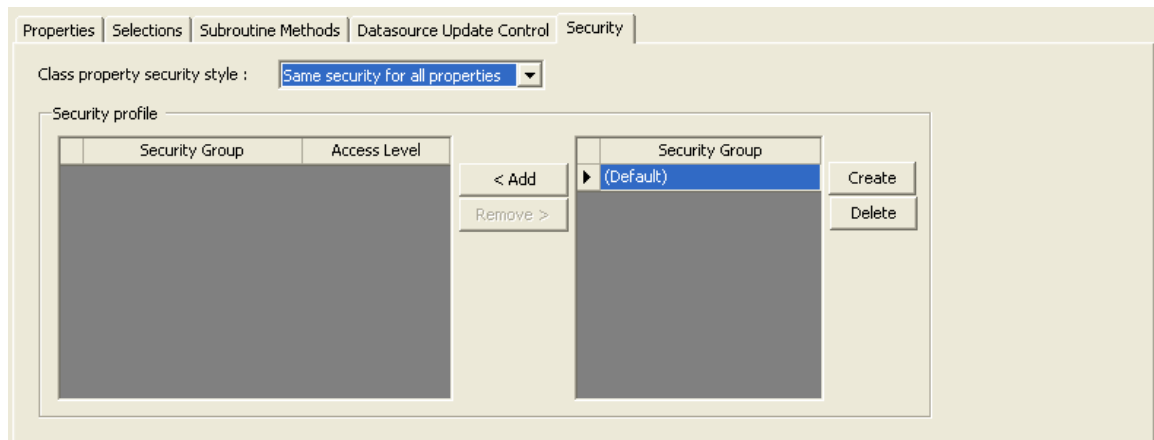 Properties Selections Subroutine Methods Datasource Update Control Security
Class property security style : Same security for all properties
Security profile
Security Group Access Level Security Group
< Add (Default) Create
Remove > Delete